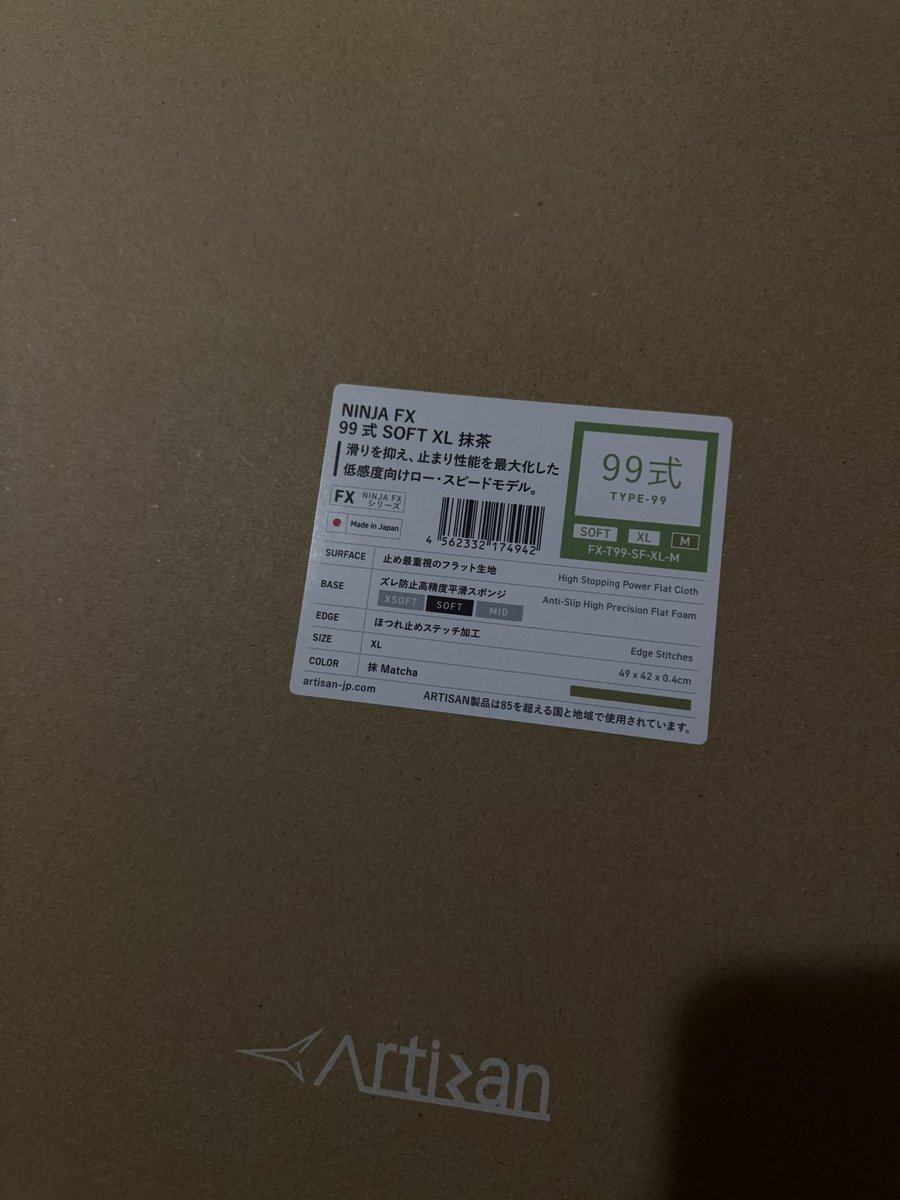 NINJA FX
99 式 SOFT XL 抹茶
滑りを抑え、止まり性能を最大化した
低感度向けロー・スピードモデル。
FX NINJA FX
シリーズ
Made in Japan
4 562332 174942
99式
TYPE-99
SOFT XL M
FX-T99-SF-XL-M
SURFACE 止め最重視のフラット生地 High Stopping Power Flat Cloth
BASE ズレ防止高精度平滑スポンジ Anti-Slip High Precision Flat Foam
XSOFT SOFT MID
EDGE ほつれ止めステッチ加工 Edge Stitches
SIZE XL 49 x 42 x 0.4cm
COLOR 抹 Matcha
artisan-jp.com ARTISAN製品は85を超える国と地域で使用されています。
Artisan